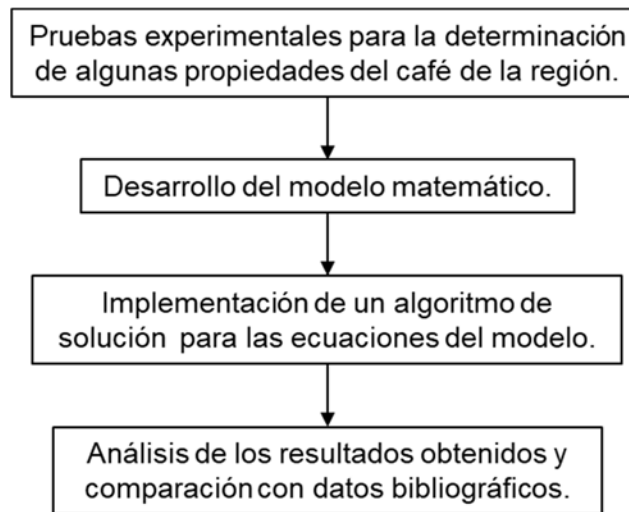 Pruebas experimentales para la determinación
de algunas propiedades del café de la región.
Desarrollo del modelo matemático.
Implementación de un algoritmo de
solución para las ecuaciones del modelo.
Análisis de los resultados obtenidos y
comparación con datos bibliográficos.